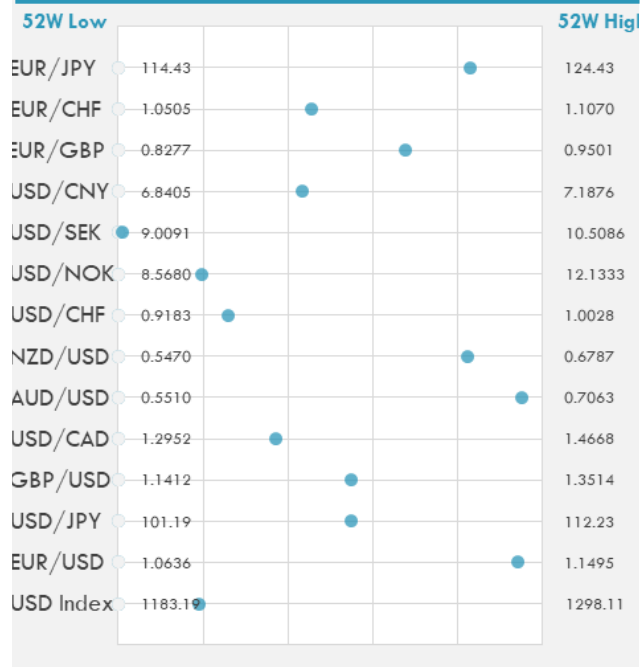 52W Low 52W High
EUR/JPY 114.43 124.43
EUR/CHF 1.0505 1.1070
EUR/GBP 0.8277 0.9501
USD/CNY 6.8405 7.1876
USD/SEK 9.0091 10.5086
USD/NOK 8.5680 12.1333
USD/CHF 0.9183 1.0028
NZD/USD 0.5470 0.6787
AUD/USD 0.5510 0.7063
USD/CAD 1.2952 1.4668
GBP/USD 1.1412 1.3514
USD/JPY 101.19 112.23
EUR/USD 1.0636 1.1495
USD Index 1183.19 1298.11